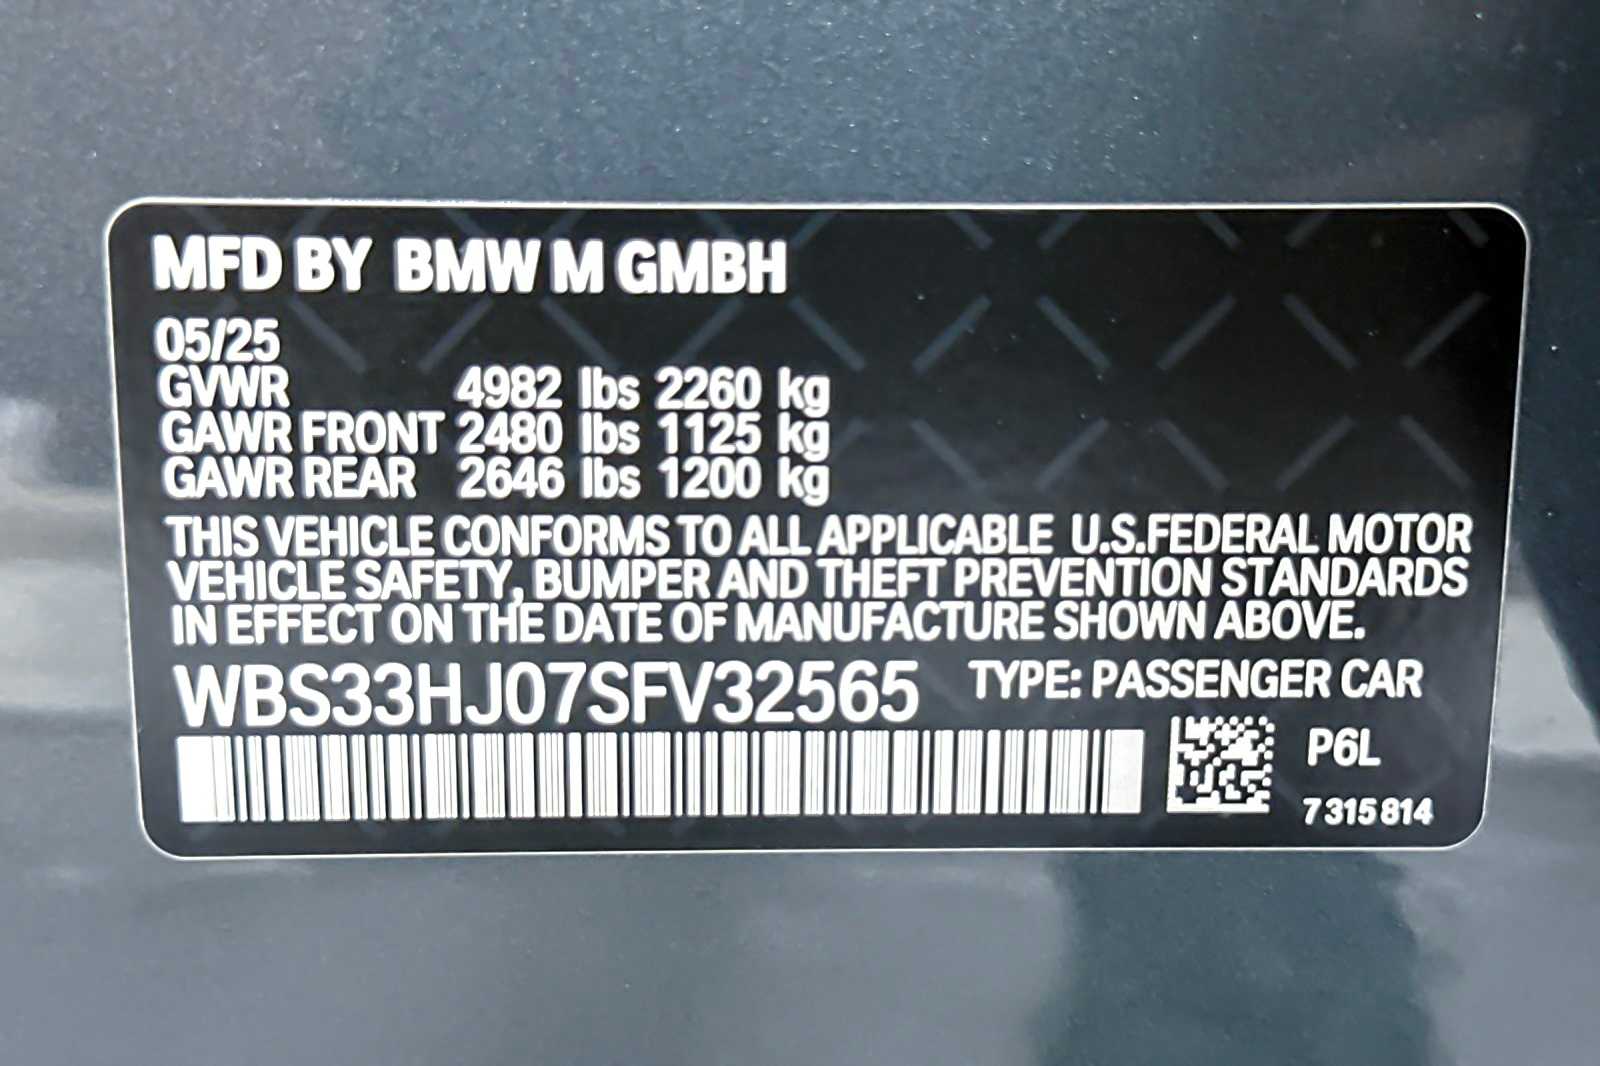 MFD BY BMW M GMBH
05/25
GVWR 4982 lbs 2260 kg
GAWR FRONT 2480 lbs 1125 kg
GAWR REAR 2646 lbs 1200 kg
THIS VEHICLE CONFORMS TO ALL APPLICABLE U.S.FEDERAL MOTOR
VEHICLE SAFETY, BUMPER AND THEFT PREVENTION STANDARDS
IN EFFECT ON THE DATE OF MANUFACTURE SHOWN ABOVE.
WBS33HJ07SFV32565 TYPE: PASSENGER CAR
P6L
7 315 814